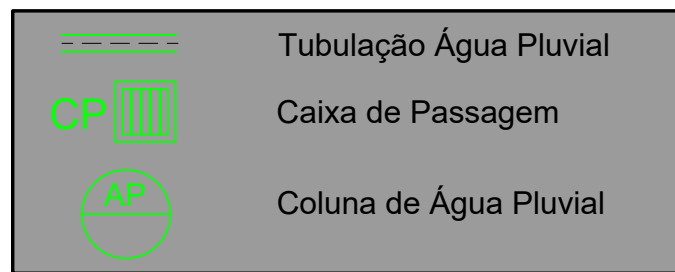 Tubulação Água Pluvial
CP Caixa de Passagem
AP
Coluna de Água Pluvial